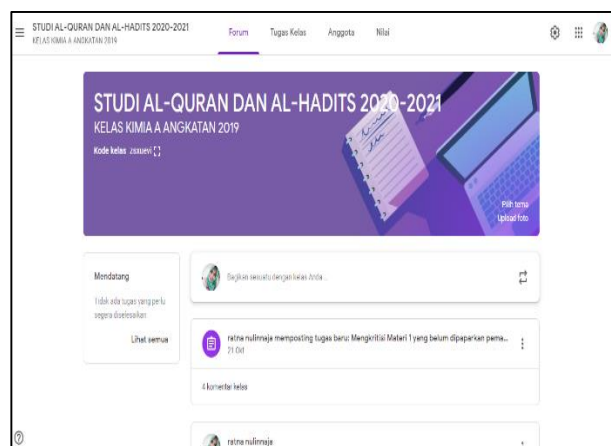 STUDI AL-QURAN DAN AL-HADITS 2020-2021
KELAS KIMIA A ANGKATAN 2019
Forum
Tugas Kelas
Anggota
Nilai
STUDI AL-QURAN DAN AL-HADITS 2020-2021
KELAS KIMIA A ANGKATAN 2019
Kode kelas zsxuevi
Pilih tema
Upload foto
Mendatang
Tidak ada tugas yang perlu
segera diselesaikan
Lihat semua
Bagikan sesuatu dengan kelas Anda...
ratna nulinnaja memposting tugas baru: Mengkritisi Materi 1 yang belum dipaparkan pema...
21 Okt
4 komentar kelas
ratna nulinnaja